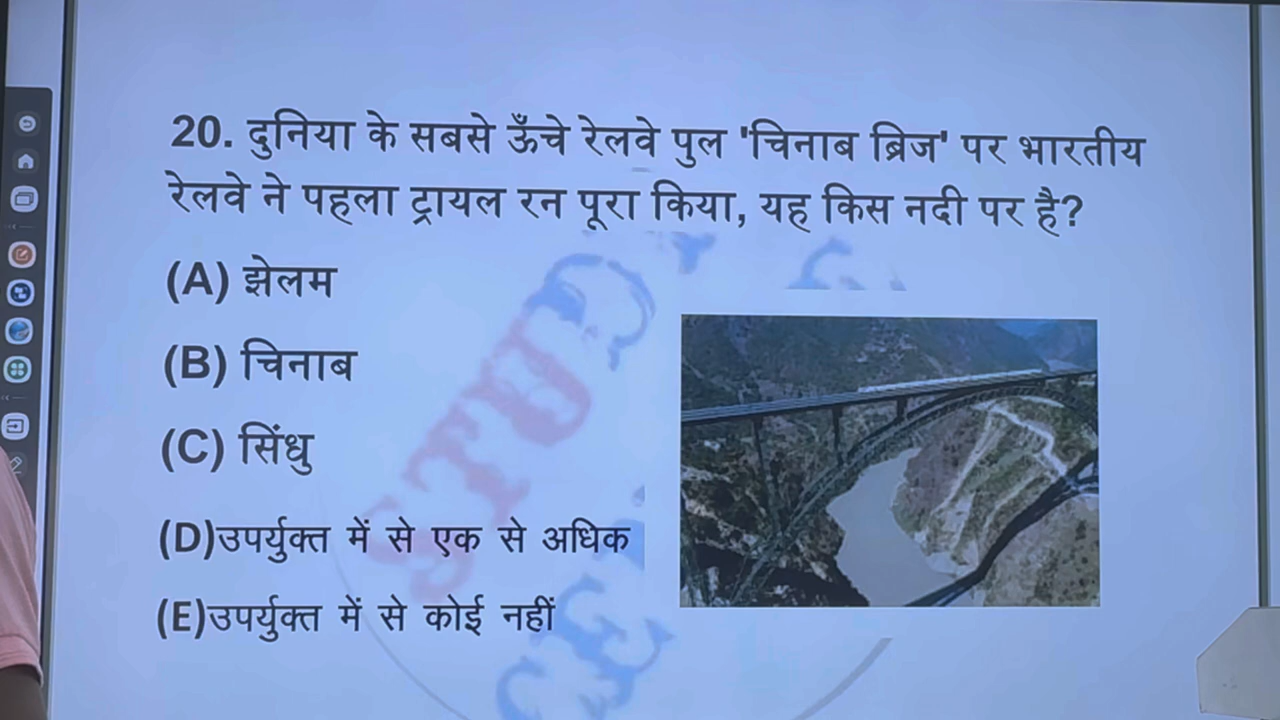 20. दुनिया के सबसे ऊँचे रेलवे पुल 'चिनाब ब्रिज' पर भारतीय
रेलवे ने पहला ट्रायल रन पूरा किया, यह किस नदी पर है?
(A) झेलम
(B) चिनाब
(C) सिंधु
(D)उपर्युक्त में से एक से अधिक
(E)उपर्युक्त में से कोई नहीं